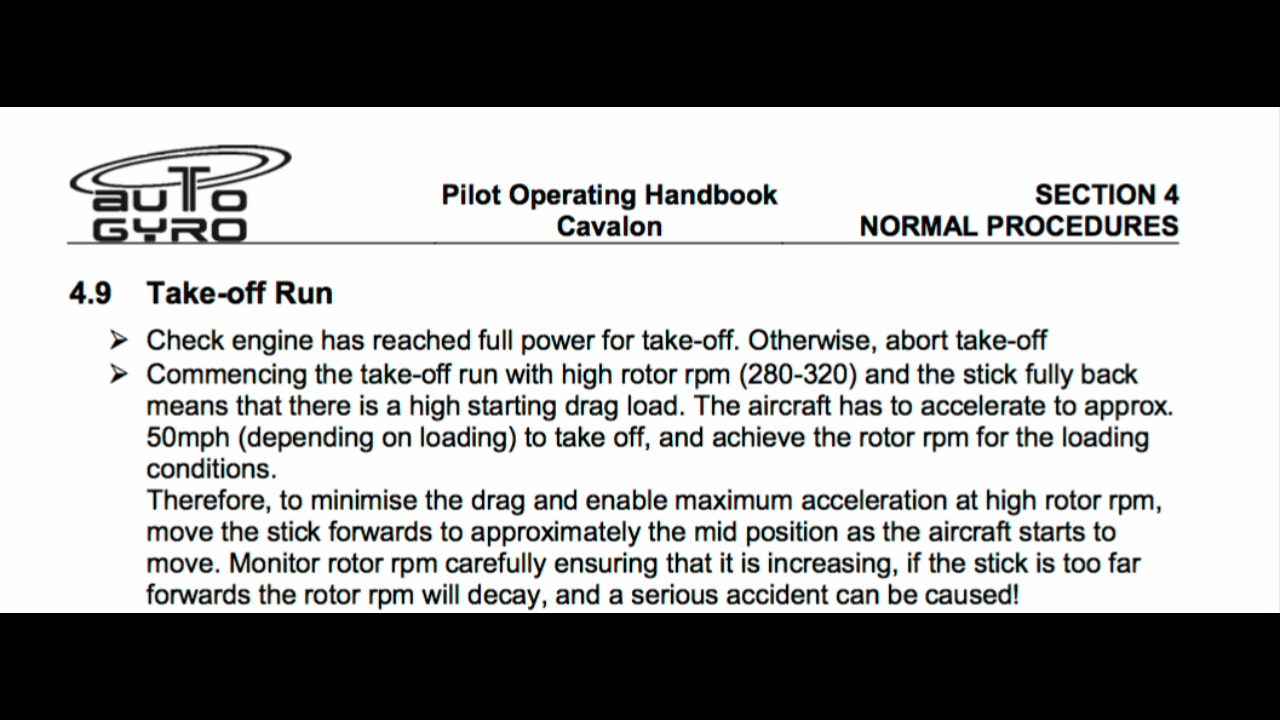 auTo
GYRO
Pilot Operating Handbook
Cavalon
SECTION 4
NORMAL PROCEDURES
4.9 Take-off Run
➢ Check engine has reached full power for take-off. Otherwise, abort take-off
➢ Commencing the take-off run with high rotor rpm (280-320) and the stick fully back
means that there is a high starting drag load. The aircraft has to accelerate to approx.
50mph (depending on loading) to take off, and achieve the rotor rpm for the loading
conditions.
Therefore, to minimise the drag and enable maximum acceleration at high rotor rpm,
move the stick forwards to approximately the mid position as the aircraft starts to
move. Monitor rotor rpm carefully ensuring that it is increasing, if the stick is too far
forwards the rotor rpm will decay, and a serious accident can be caused!